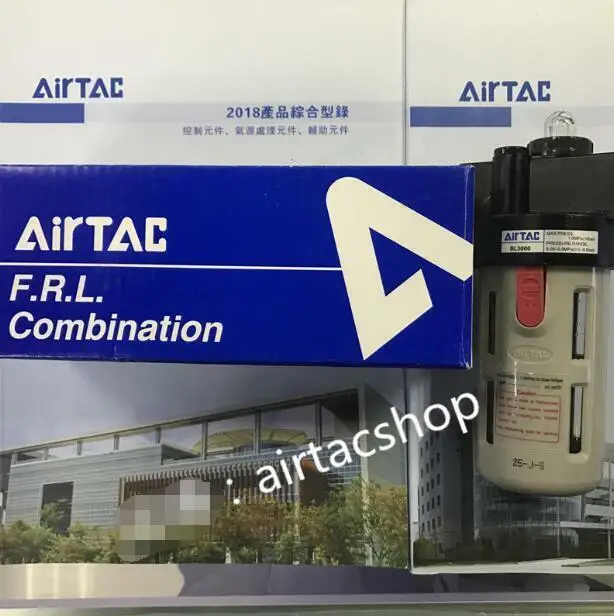 AirTAC
AirTAC
2018產品綜合型錄
控制元件、氣源處理元件、輔助元件
AirTAC
F.R.L.
Combination
AirTAC
BL3000
MAX.PRESS.
PRESSURE RANGE:
AIRTAC
Caution
25-J-S
: airtacshop